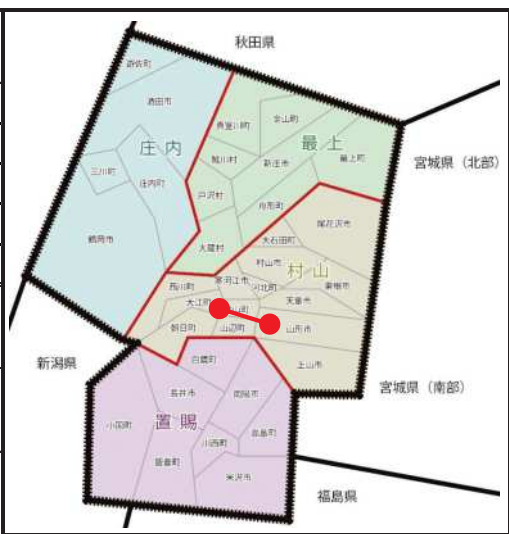 秋田県
遊佐町
酒田市
庄内
三川町
庄内町
鶴岡市
真室川町
金山町
最上
鮭川村
新庄市
最上町
戸沢村
舟形町
大蔵村
宮城県（北部）
尾花沢市
大石田町
村山市
村山
西川町
寒河江市
河北町
東根市
大江町
天童市
朝日町
山辺町
山形市
上山市
宮城県（南部）
新潟県
白鷹町
長井市
南陽市
置賜
小国町
高畠町
川西町
飯豊町
米沢市
福島県